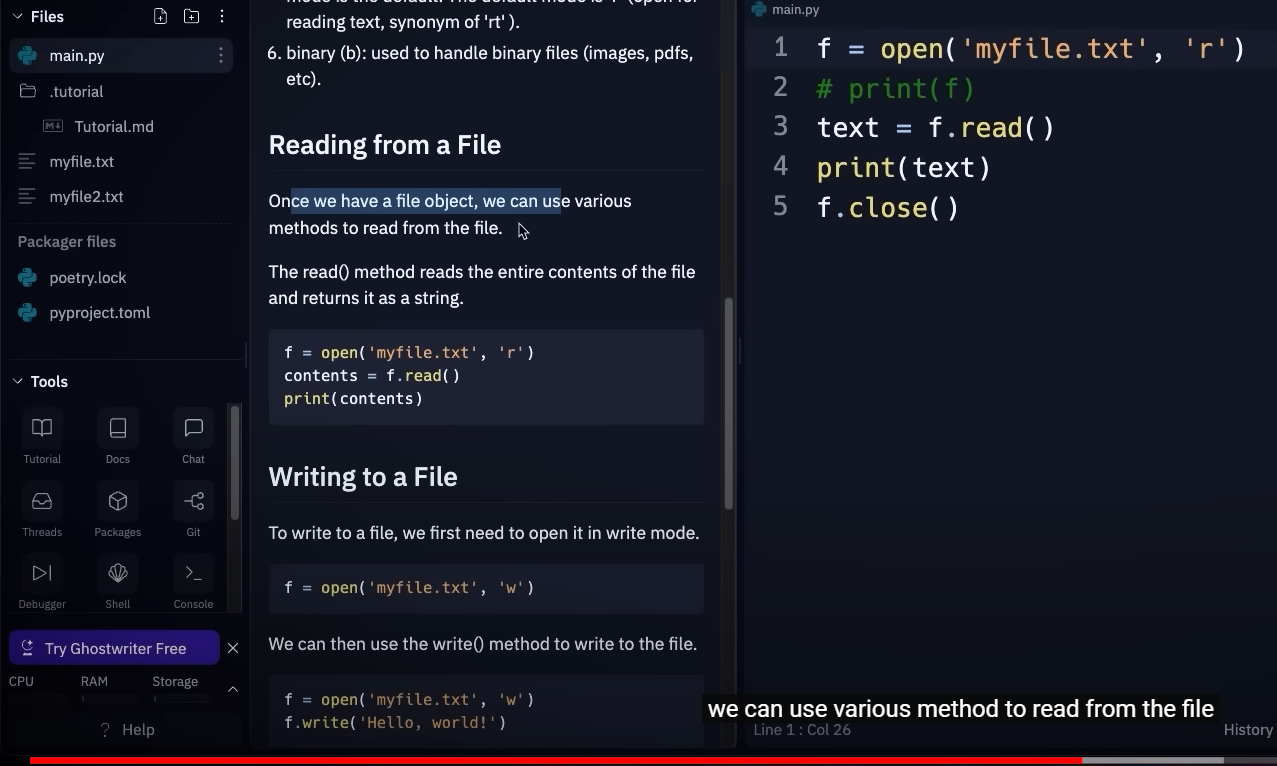 Files
main.py
.tutorial
Tutorial.md
myfile.txt
myfile2.txt
Packager files
poetry.lock
pyproject.toml
Tools
Tutorial
Docs
Chat
Threads
Packages
Git
Debugger
Shell
Console
Try Ghostwriter Free
CPU RAM Storage
? Help
reading text, synonym of 'rt' ).
6. binary (b): used to handle binary files (images, pdfs,
etc).
Reading from a File
Once we have a file object, we can use various
methods to read from the file.
The read() method reads the entire contents of the file
and returns it as a string.
f = open('myfile.txt', 'r')
contents = f.read()
print(contents)
Writing to a File
To write to a file, we first need to open it in write mode.
f = open('myfile.txt', 'w')
We can then use the write() method to write to the file.
f = open('myfile.txt', 'w')
f.write('Hello, world!')
main.py
1 f = open('myfile.txt', 'r')
2 # print(f)
3 text = f.read()
4 print(text)
5 f.close()
we can use various method to read from the file
Line 1 : Col 26
History